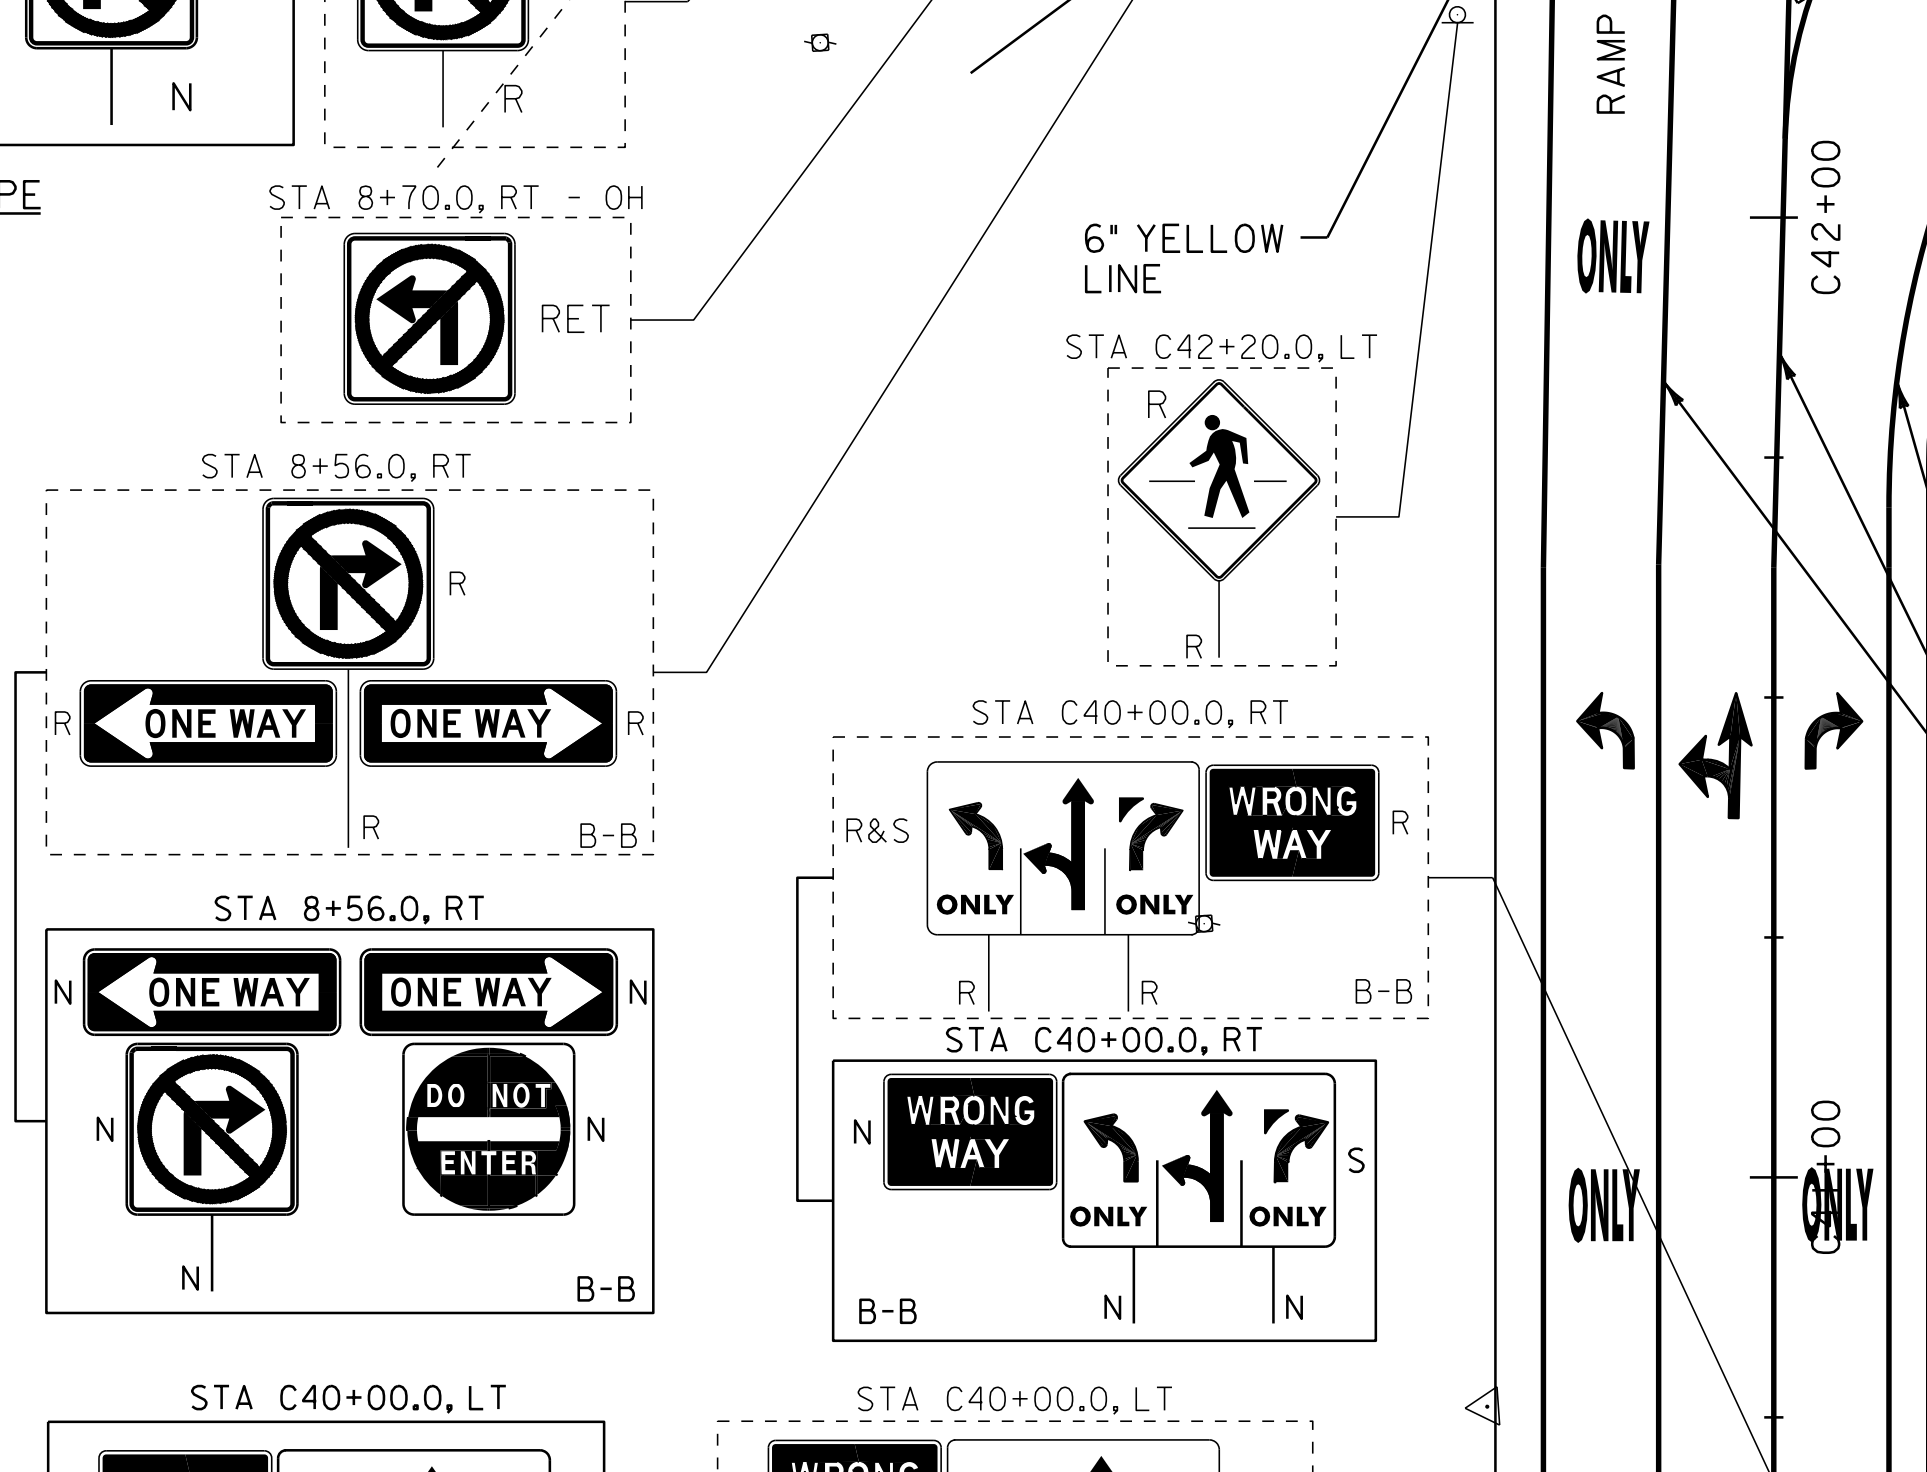 N
R
RAMP
PE
STA 8+70.0, RT - OH
RET
6" YELLOW
LINE
C42+00
ONLY
STA C42+20.0, LT
R
R
STA 8+56.0, RT
R
R
ONE WAY
ONE WAY
R
R
B-B
STA C40+00.0, RT
R&S
ONLY
ONLY
WRONG
WAY
R
R
R
B-B
STA 8+56.0, RT
N
ONE WAY
ONE WAY
N
N
DO NOT
ENTER
N
N
B-B
STA C40+00.0, RT
N
WRONG
WAY
ONLY
ONLY
S
N
N
B-B
ONLY
C41+00
ONLY
STA C40+00.0, LT
STA C40+00.0, LT
WRONG